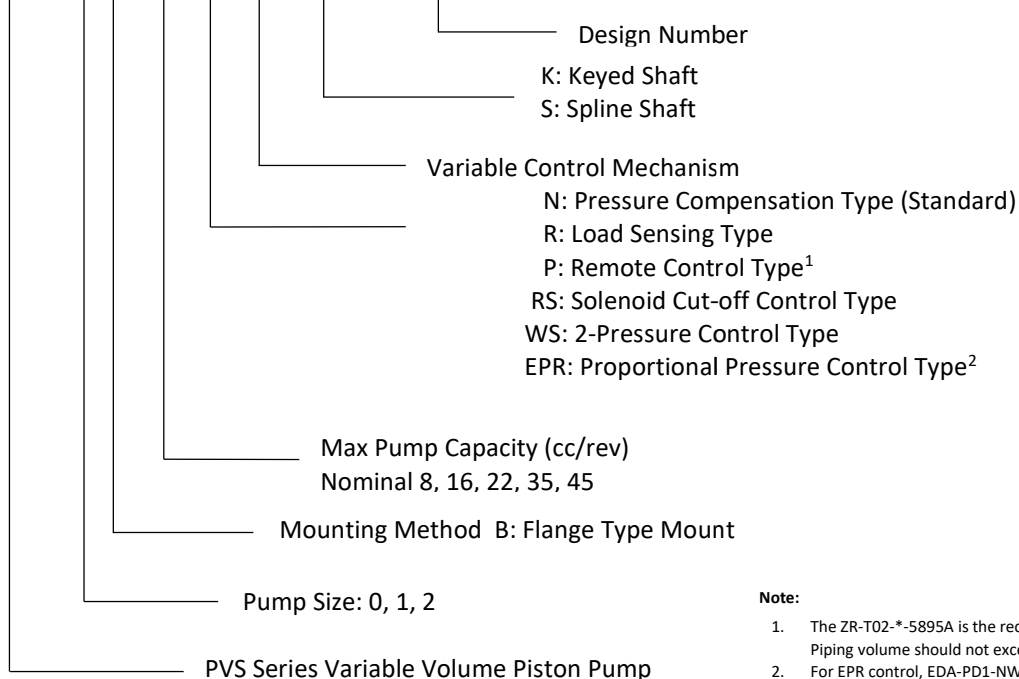 Design Number
K: Keyed Shaft
S: Spline Shaft
Variable Control Mechanism
N: Pressure Compensation Type (Standard)
R: Load Sensing Type
P: Remote Control Type1
RS: Solenoid Cut-off Control Type
WS: 2-Pressure Control Type
EPR: Proportional Pressure Control Type2
Max Pump Capacity (cc/rev)
Nominal 8, 16, 22, 35, 45
Mounting Method B: Flange Type Mount
Pump Size: 0, 1, 2
PVS Series Variable Volume Piston Pump
Note:
1. The ZR-T02-*-5895A is the
Piping volume should not
2. For EPR control, EDA-PD1-NW